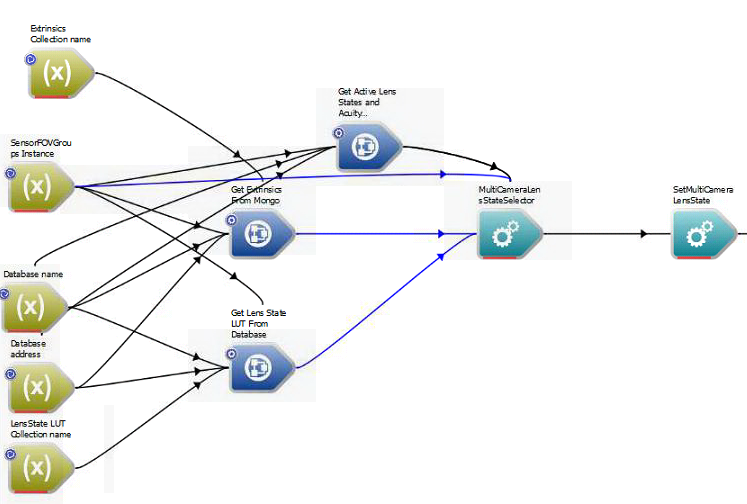 Extrinsics
Collection name
(x)
Get Active Lens
States and
Acuity...
SensorFOVGrou
ps Instance
(x)
Get Extrinsics
From Mongo
MultiCameraLen
sStateSelector
SetMultiCamera
LensState
Database name
(x)
Get Lens State
LUT From
Database
Database
address
(x)
LensState LUT
Collection name
(x)